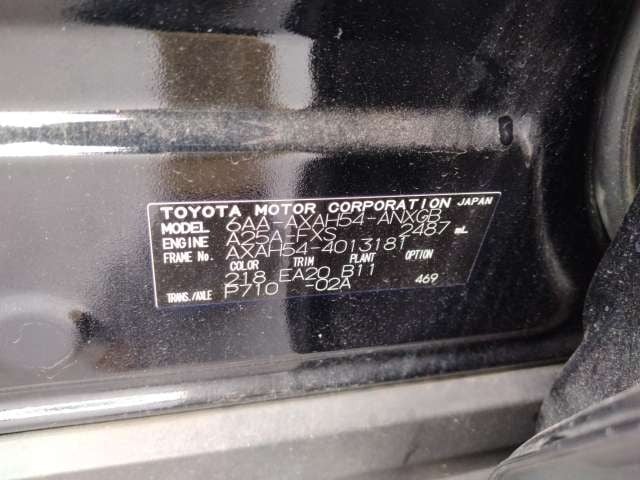 TOYOTA MOTOR CORPORATION JAPAN
MODEL 6AA-AXAH54-ANXGB
ENGINE A25A-FXS 2487 mL
FRAME No. AXAH54-4013181
COLOR TRIM PLANT OPTION
218 EA20 B11
TRANS./AXLE P710 -02A 469